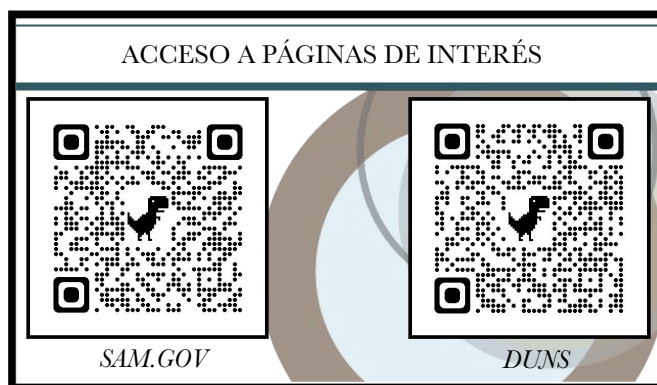 ACCESO A PÁGINAS DE INTERÉS
SAM.GOV
DUNS